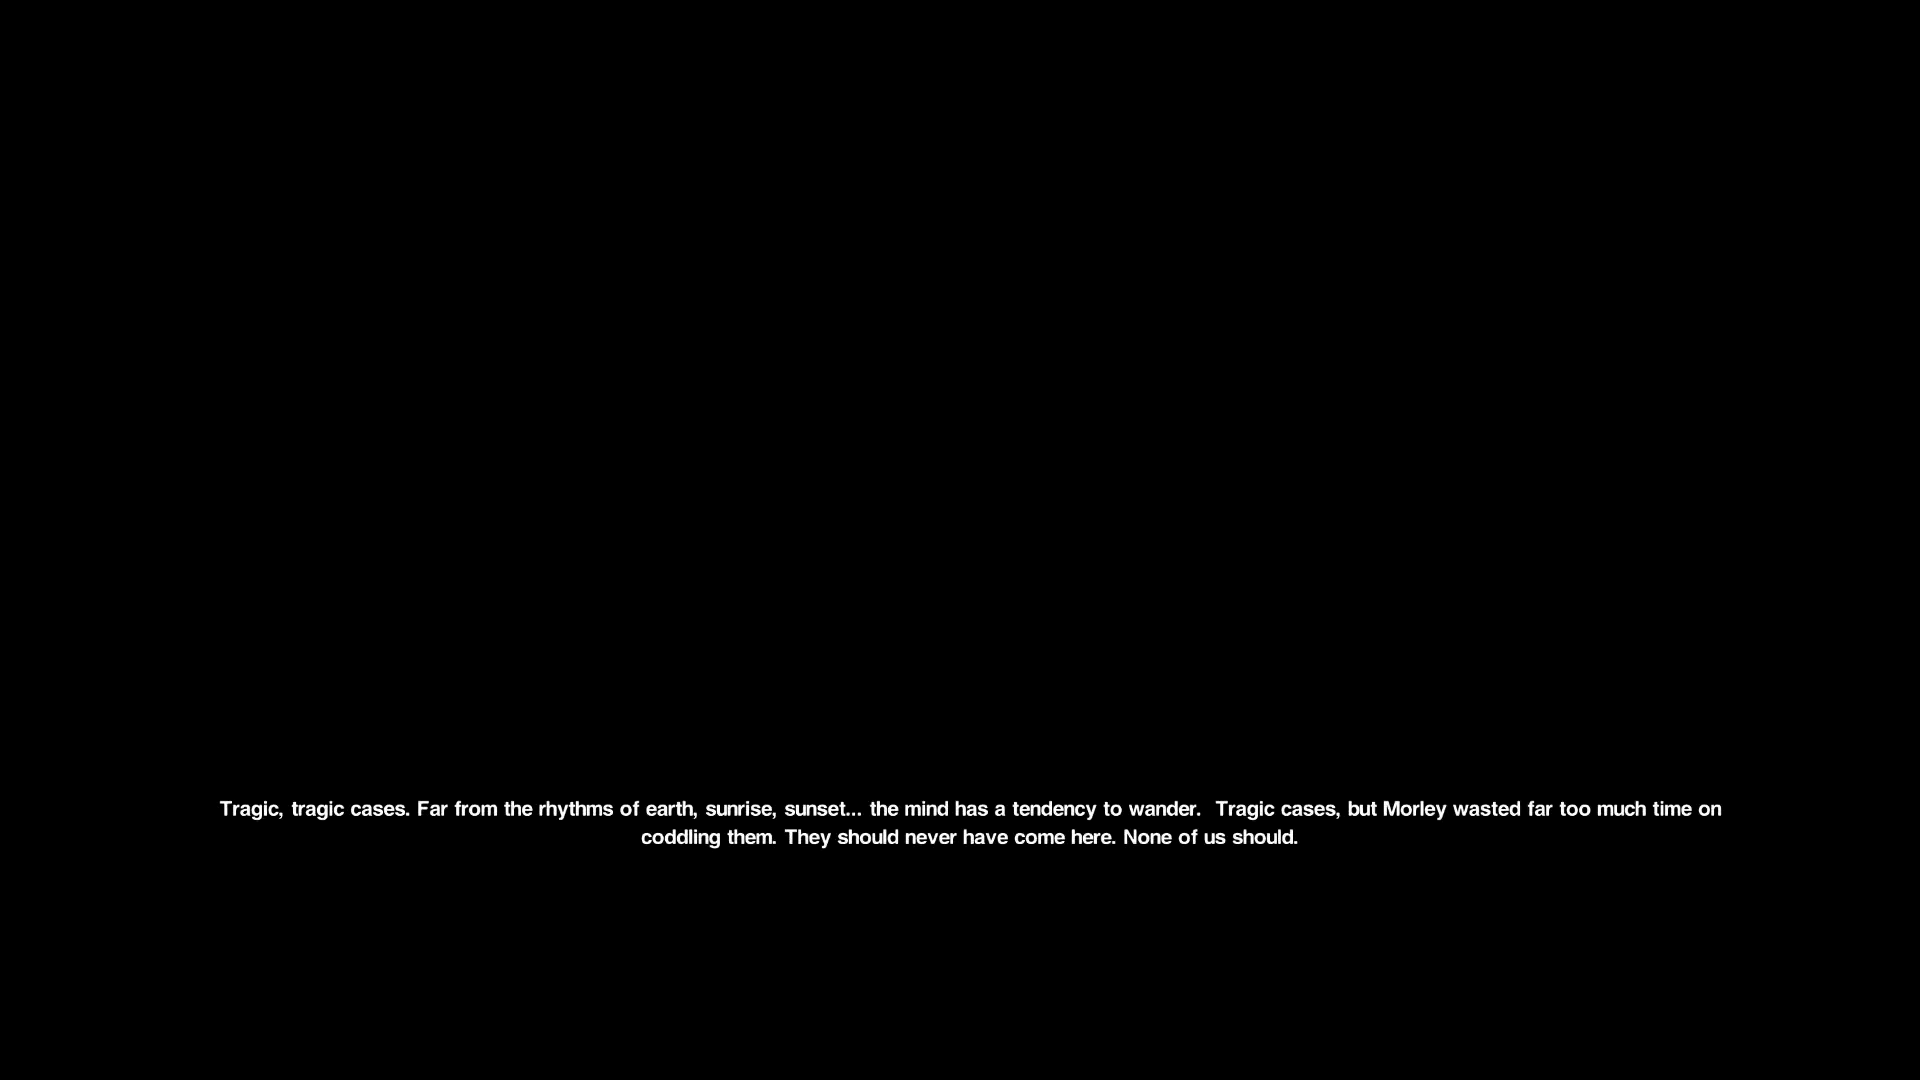 Tragic, tragic cases. Far from the rhythms of earth, sunrise, sunset... the mind has a tendency to wander.  Tragic cases, but Morley wasted far too much time on
coddling them. They should never have come here. None of us should.